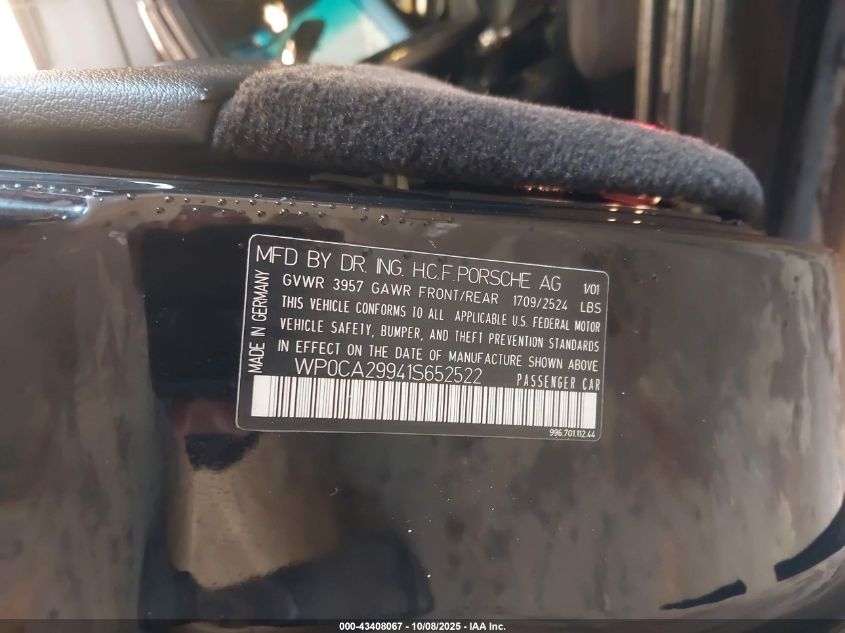 MFD BY DR. ING. H.C.F.PORSCHE AG 1/01
GVWR 3957 GAWR FRONT/REAR 1709/2524 LBS
THIS VEHICLE CONFORMS TO ALL APPLICABLE U.S. FEDERAL MOTOR
VEHICLE SAFETY, BUMPER, AND THEFT PREVENTION STANDARDS
IN EFFECT ON THE DATE OF MANUFACTURE SHOWN ABOVE
WP0CA29941S652522 PASSENGER CAR
MADE IN GERMANY
996.701.112.44
000-43408067 - 10/08/2025 - IAA Inc.